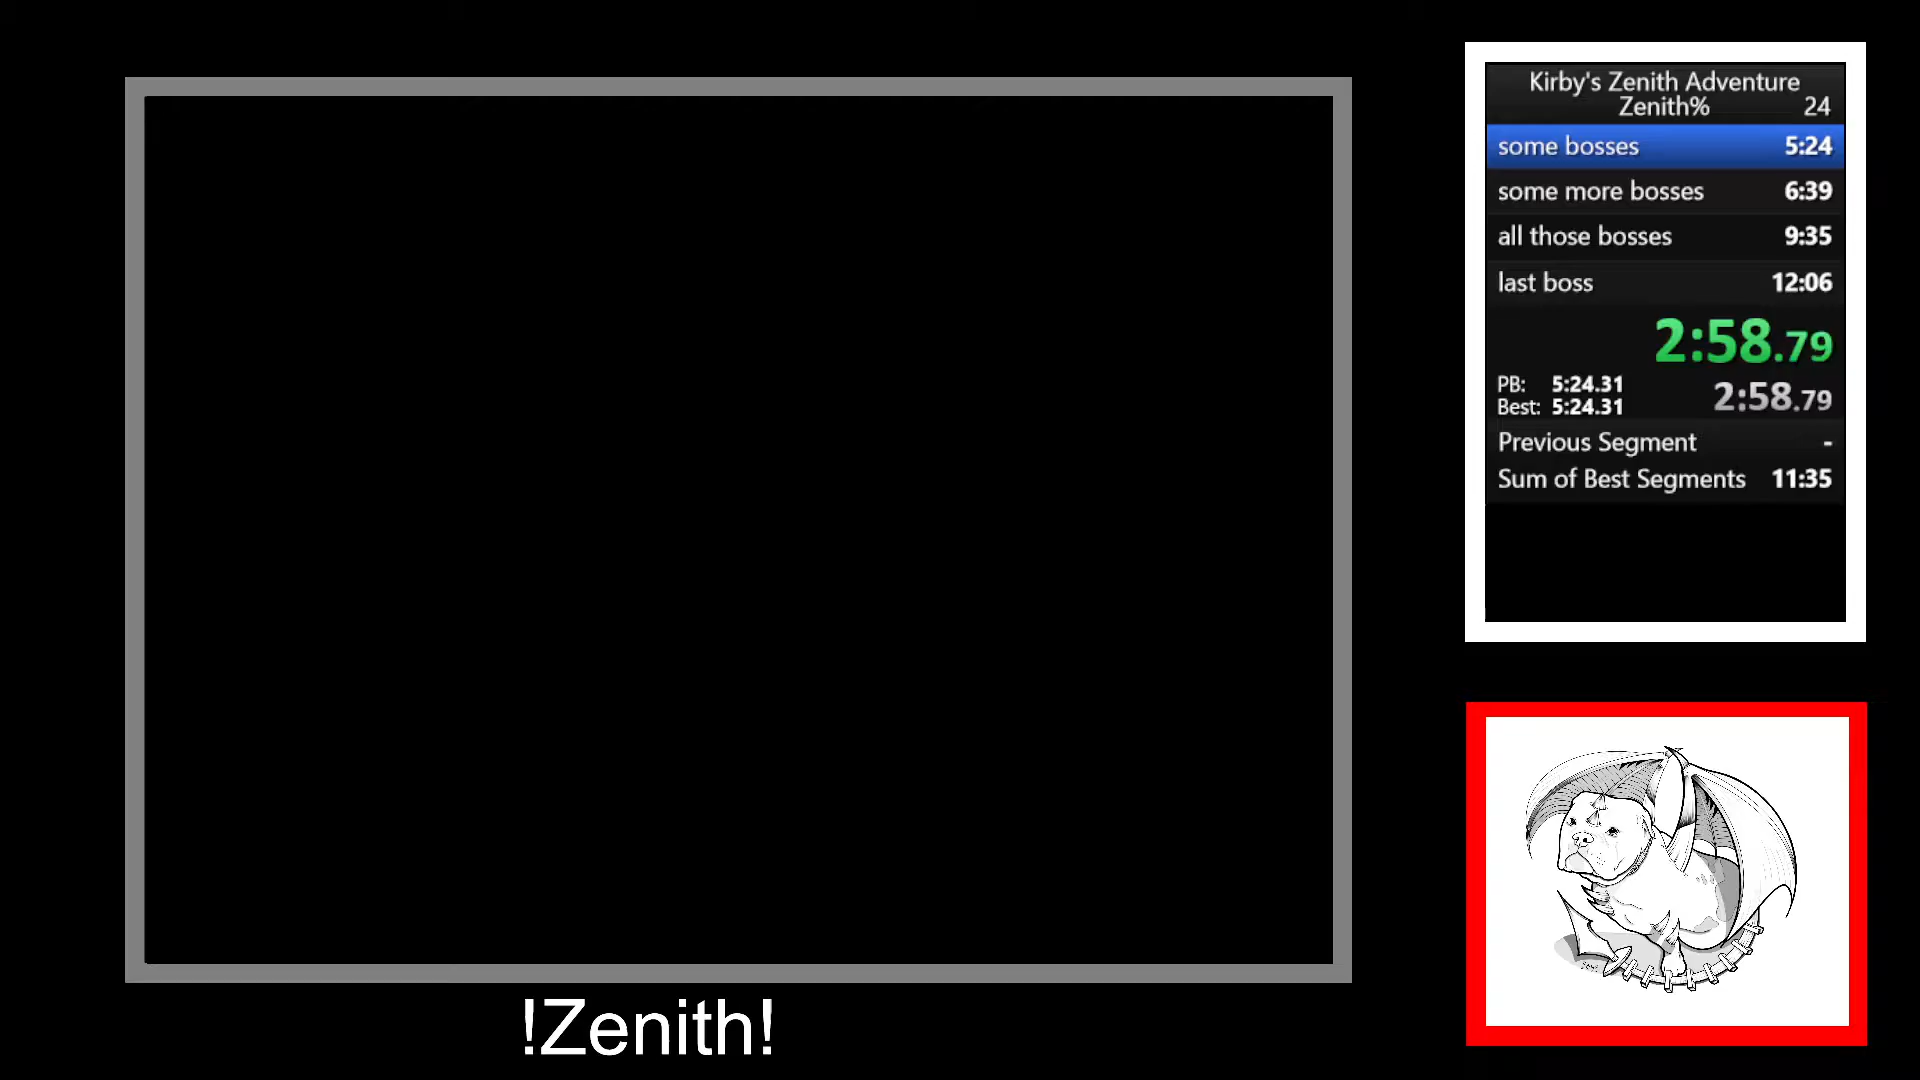 Kirby's Zenith Adventure
Zenith% 24
some bosses 5:24
some more bosses 6:39
all those bosses 9:35
last boss 12:06
2:58.79
PB: 5:24.31
Best: 5:24.31
2:58.79
Previous Segment -
Sum of Best Segments 11:35
!Zenith!